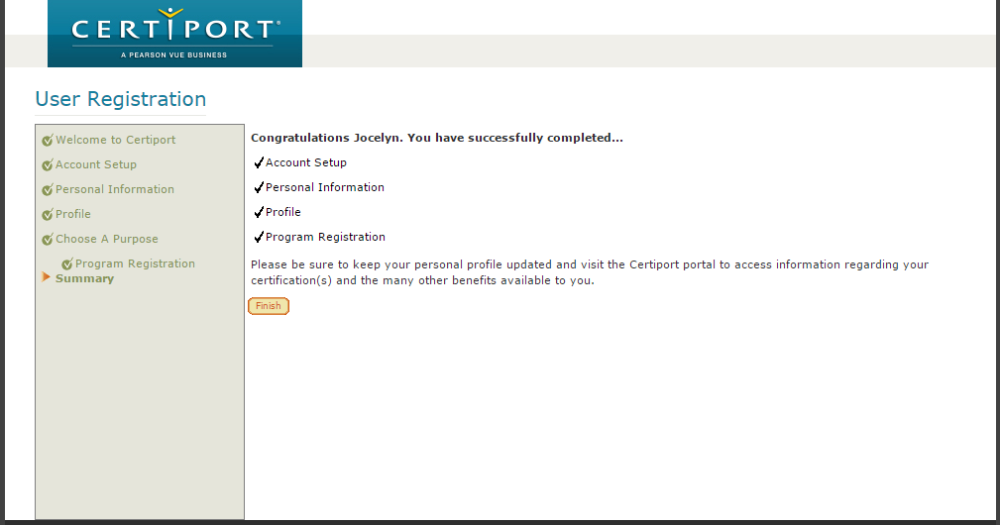 CERTIPORT®
A PEARSON VUE BUSINESS
User Registration
Welcome to Certiport
Account Setup
Personal Information
Profile
Choose A Purpose
Program Registration
Summary
Congratulations Jocelyn. You have successfully completed...
Account Setup
Personal Information
Profile
Program Registration
Please be sure to keep your personal profile updated and visit the Certiport portal to access information regarding your
certification(s) and the many other benefits available to you.
Finish